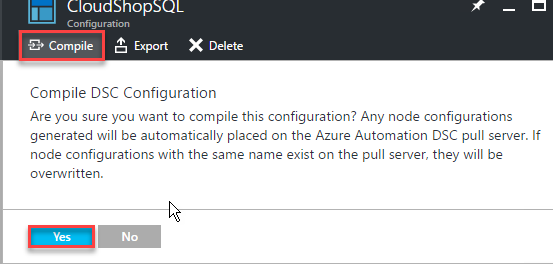 CloudShopSQL
Configuration
Compile Export Delete
Compile DSC Configuration
Are you sure you want to compile this configuration? Any node configurations
generated will be automatically placed on the Azure Automation DSC pull server. If
node configurations with the same name exist on the pull server, they will be
overwritten.
Yes No